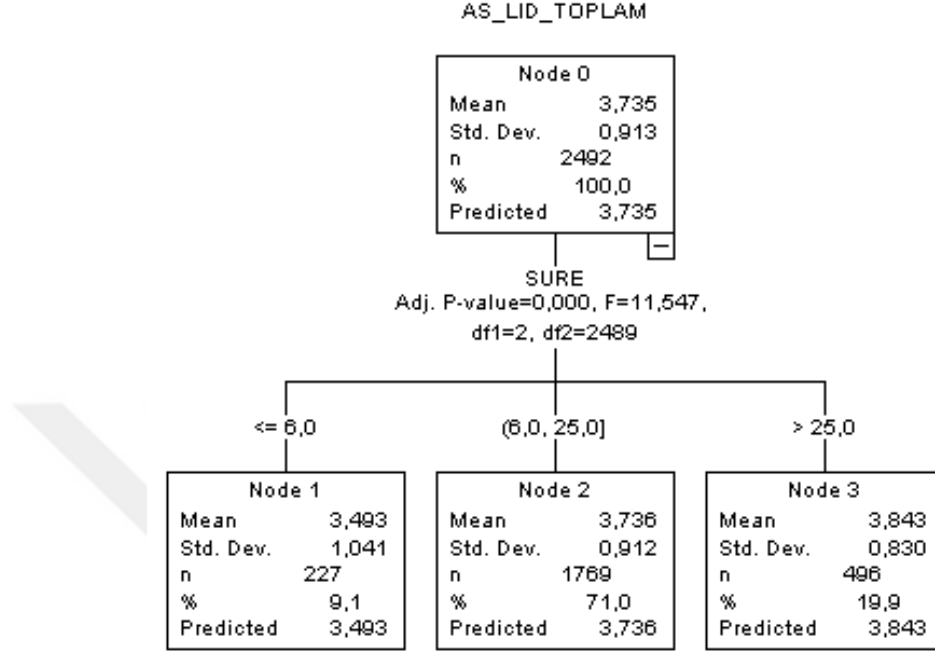 AS_LID_TOPLAM
Node 0
Mean 3,735
Std. Dev. 0,913
n 2492
% 100,0
Predicted 3,735
SURE
Adj. P-value=0,000, F=11,547,
df1=2, df2=2489
<= 6,0
(6,0, 25,0]
> 25,0
Node 1
Mean 3,493
Std. Dev. 1,041
n 227
% 9,1
Predicted 3,493
Node 2
Mean 3,736
Std. Dev. 0,912
n 1769
% 71,0
Predicted 3,736
Node 3
Mean 3,843
Std. Dev. 0,830
n 496
% 19,9
Predicted 3,843